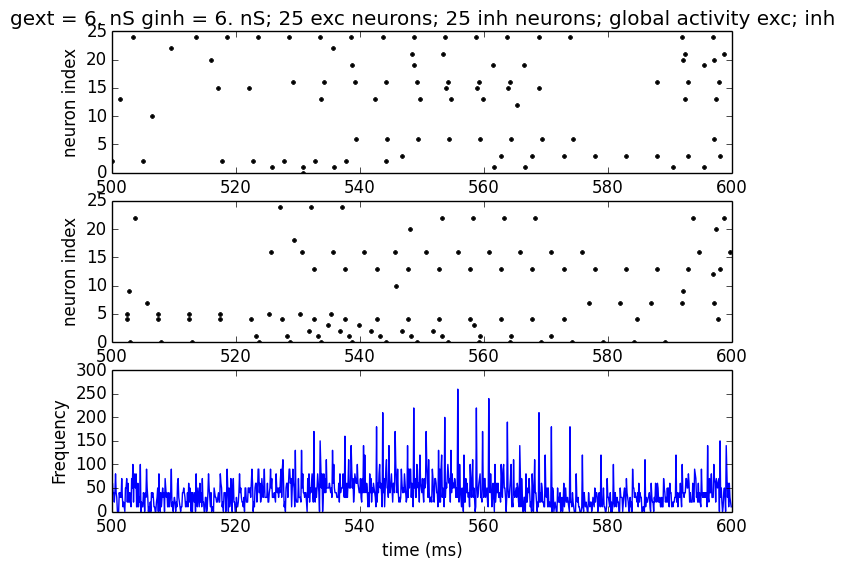 gext = 6. nS ginh = 6. nS; 25 exc neurons; 25 inh neurons; global activity exc; inh
25
20
15
10
5
0
neuron index
500 520 540 560 580 600
25
20
15
10
5
0
neuron index
500 520 540 560 580 600
300
250
200
150
100
50
0
Frequency
500 520 540 560 580 600
time (ms)